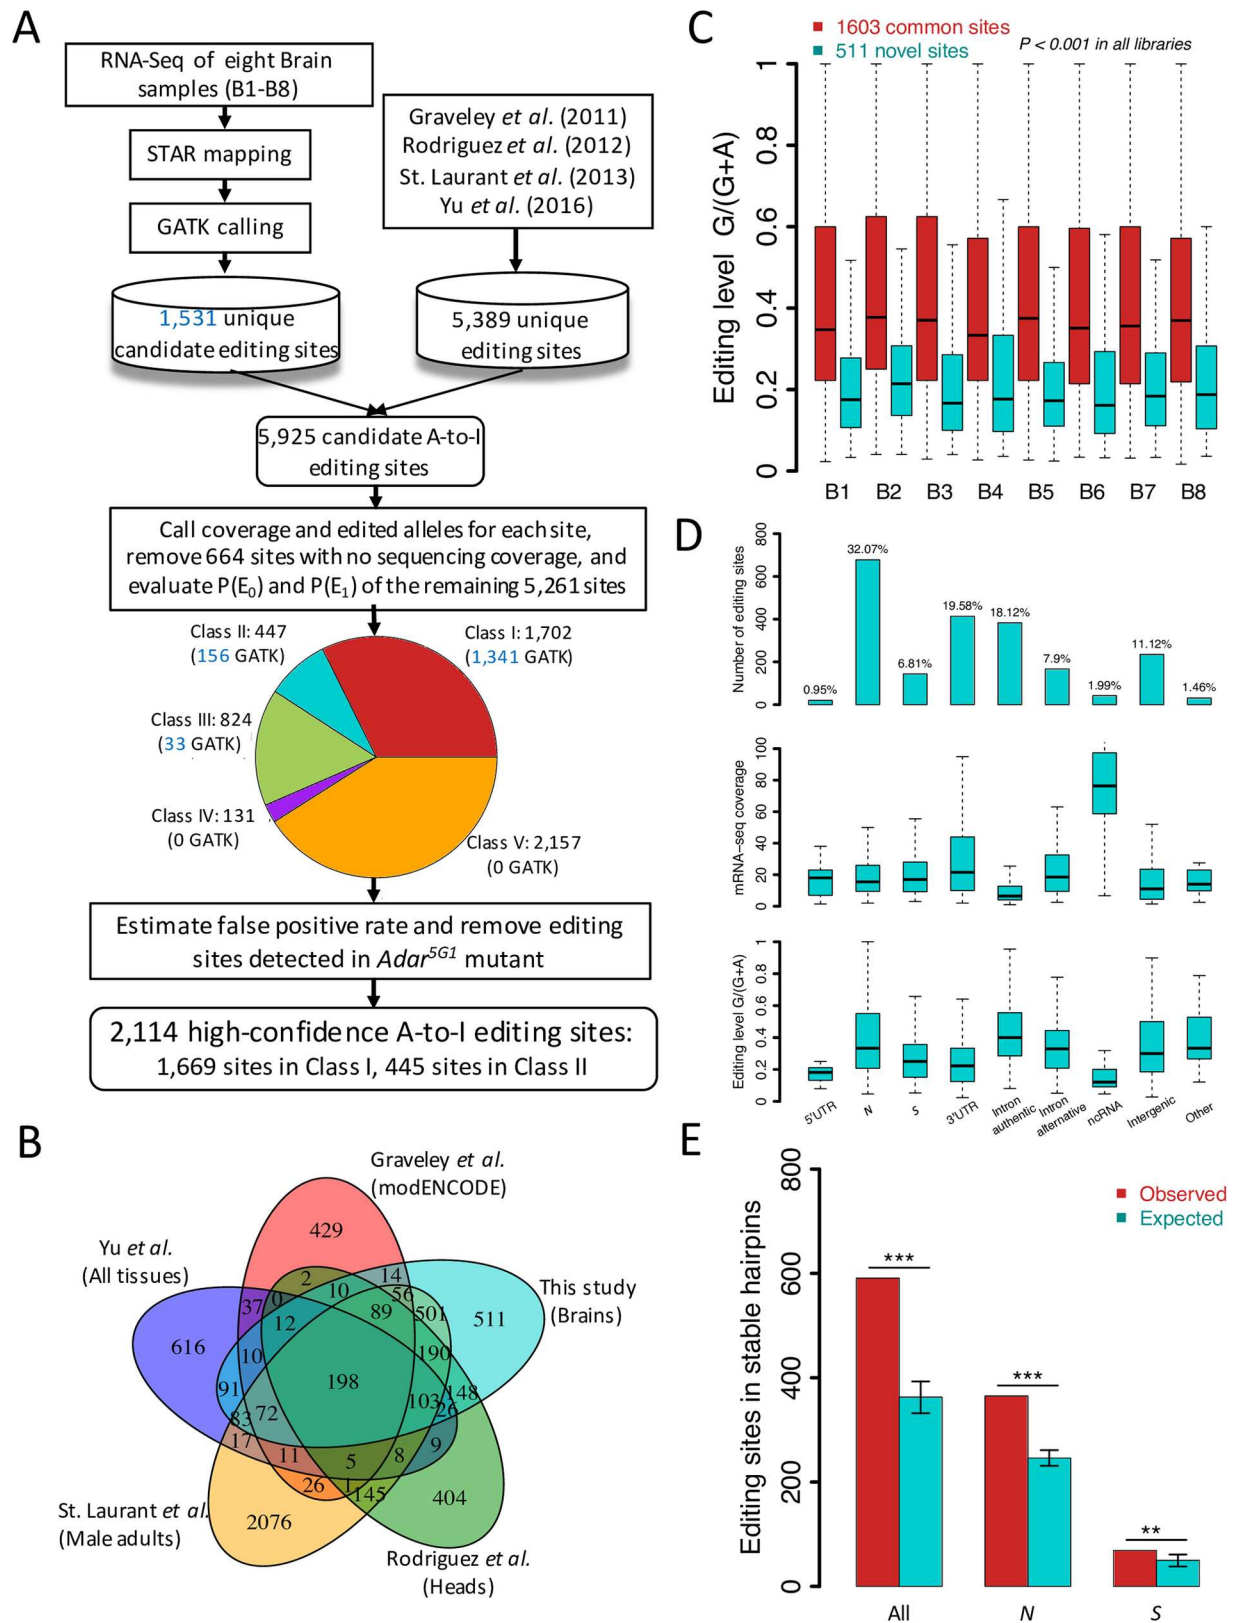 A
RNA-Seq of eight Brain
samples (B1-B8)
STAR mapping
GATK calling
1,531 unique
candidate editing sites
Graveley et al. (2011)
Rodriguez et al. (2012)
St. Laurant et al. (2013)
Yu et al. (2016)
5,389 unique
editing sites
5,925 candidate A-to-I
editing sites
Call coverage and edited alleles for each site,
remove 664 sites with no sequencing coverage, and
evaluate P(E0) and P(E1) of the remaining 5,261 sites
Class II: 447
(156 GATK)
Class I: 1,702
(1,341 GATK)
Class III: 824
(33 GATK)
Class IV: 131
(0 GATK)
Class V: 2,157
(0 GATK)
Estimate false positive rate and remove editing
sites detected in Adar5G1 mutant
2,114 high-confidence A-to-I editing sites:
1,669 sites in Class I, 445 sites in Class II
B
Graveley et al.
(modENCODE)
Yu et al.
(All tissues)
This study
(Brains)
St. Laurant et al.
(Male adults)
Rodriguez et al.
(Heads)
429
2
10
14
56
37
0
12
89
501
511
616
10
190
91
198
103
148
26
83
72
17
11
5
8
9
26
1
145
404
2076
C
1603 common sites
511 novel sites
P < 0.001 in all libraries
Editing level G/(G+A)
1
0.8
0.6
0.4
0.2
0
B1 B2 B3 B4 B5 B6 B7 B8
D
Number of editing sites
800
600
400
200
0
0.95%
32.07%
6.81%
19.58%
18.12%
7.9%
1.99%
11.12%
1.46%
mRNA-seq coverage
100
80
60
40
20
0
Editing level G/(G+A)
1
0.8
0.6
0.4
0.2
0
5'UTR
N
S
3'UTR
Intron
authentic
Intron
alternative
ncRNA
Intergenic
Other
E
Editing sites in stable hairpins
800
600
400
200
0
Observed
Expected
***
***
**
All N S